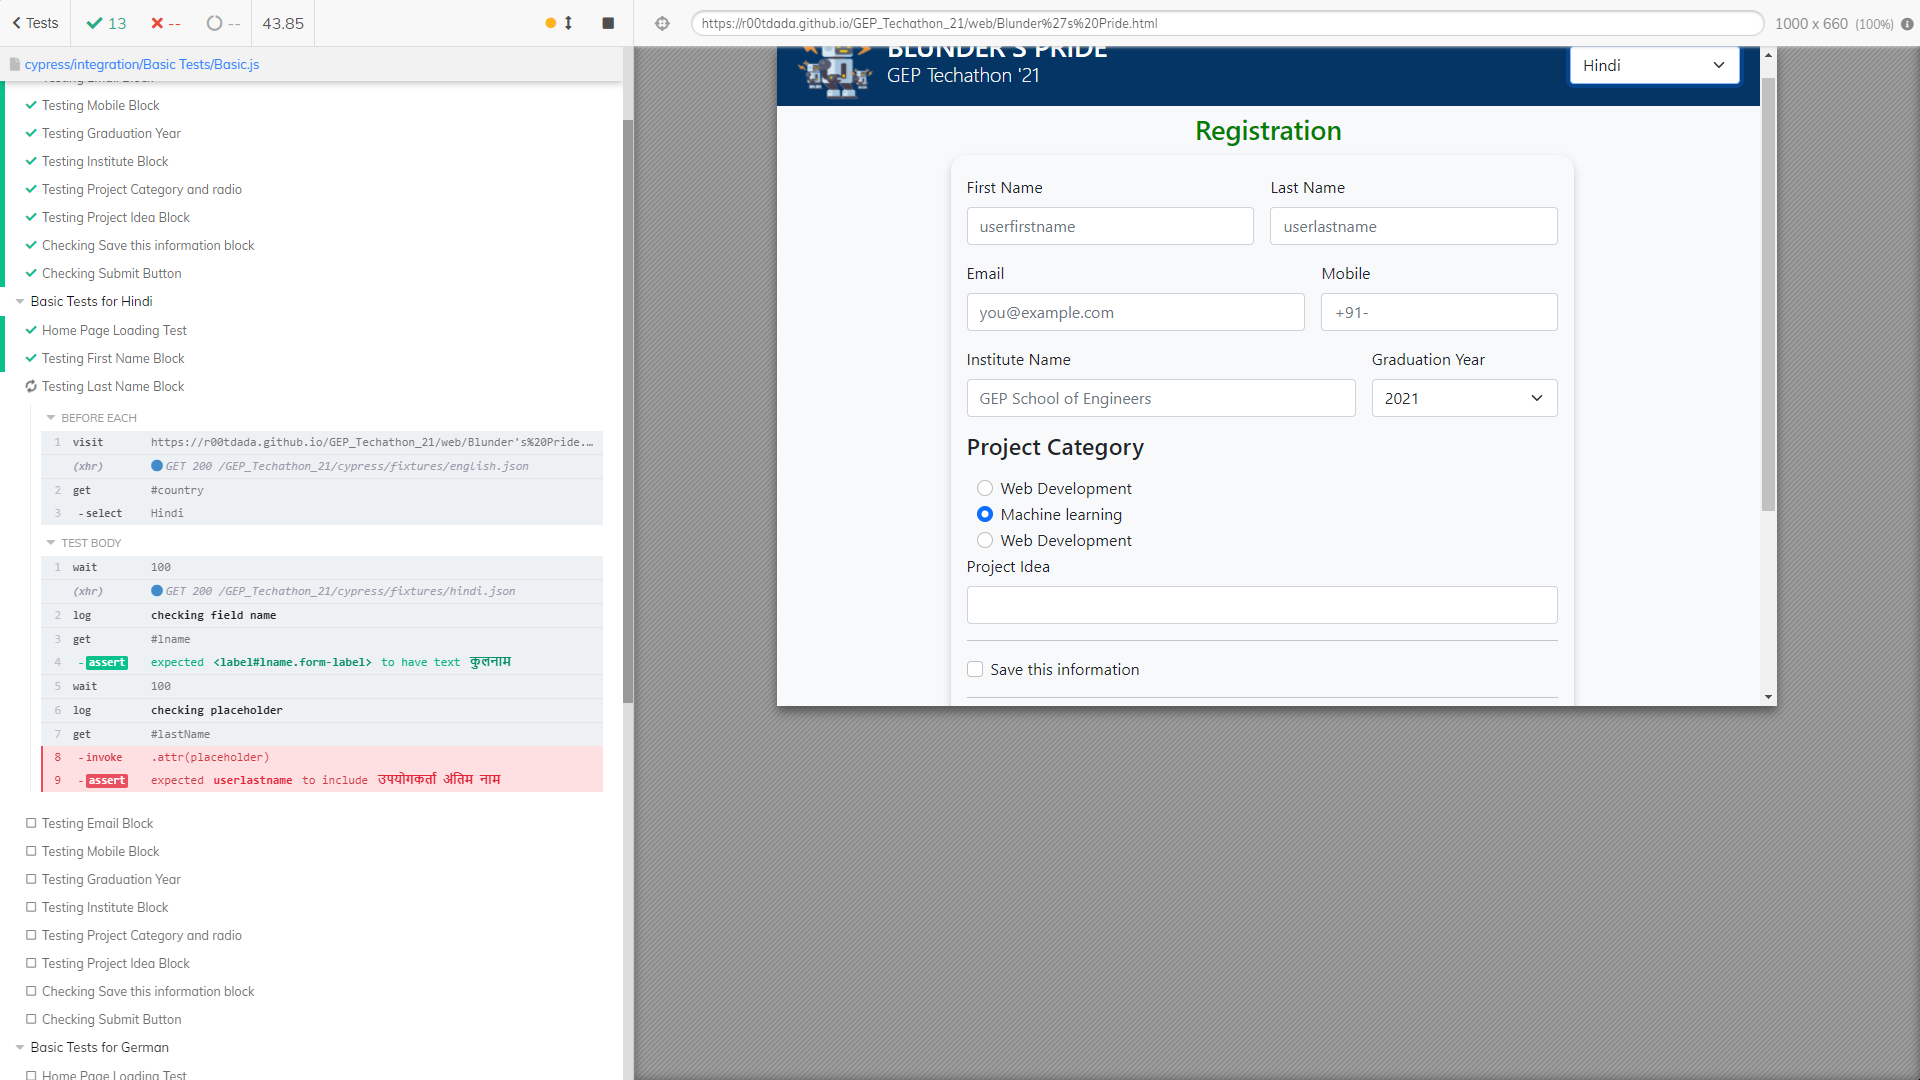 Tests
13
--
--
43.85
https://r00tdada.github.io/GEP_Techathon_21/web/Blunder%27s%20Pride.html
1000 x 660 (100%)
cypress/integration/Basic Tests/Basic.js
Testing Email Block
Testing Mobile Block
Testing Graduation Year
Testing Institute Block
Testing Project Category and radio
Testing Project Idea Block
Checking Save this information block
Checking Submit Button
Basic Tests for Hindi
Home Page Loading Test
Testing First Name Block
Testing Last Name Block
BEFORE EACH
1 visit https://r00tdada.github.io/GEP_Techathon_21/web/Blunder's%20Pride.…
(xhr) GET 200 /GEP_Techathon_21/cypress/fixtures/english.json
2 get #country
3 -select Hindi
TEST BODY
1 wait 100
(xhr) GET 200 /GEP_Techathon_21/cypress/fixtures/hindi.json
2 log checking field name
3 get #lname
4 -assert expected <label#lname.form-label> to have text कुलनाम
5 wait 100
6 log checking placeholder
7 get #lastName
8 -invoke .attr(placeholder)
9 -assert expected userlastname to include उपयोगकर्ता अंतिम नाम
Testing Email Block
Testing Mobile Block
Testing Graduation Year
Testing Institute Block
Testing Project Category and radio
Testing Project Idea Block
Checking Save this information block
Checking Submit Button
Basic Tests for German
Home Page Loading Test
BLUNDER'S PRIDE
GEP Techathon '21
Hindi
Registration
First Name Last Name
userfirstname userlastname
Email Mobile
you@example.com +91-
Institute Name Graduation Year
GEP School of Engineers 2021
Project Category
Web Development
Machine learning
Web Development
Project Idea
Save this information